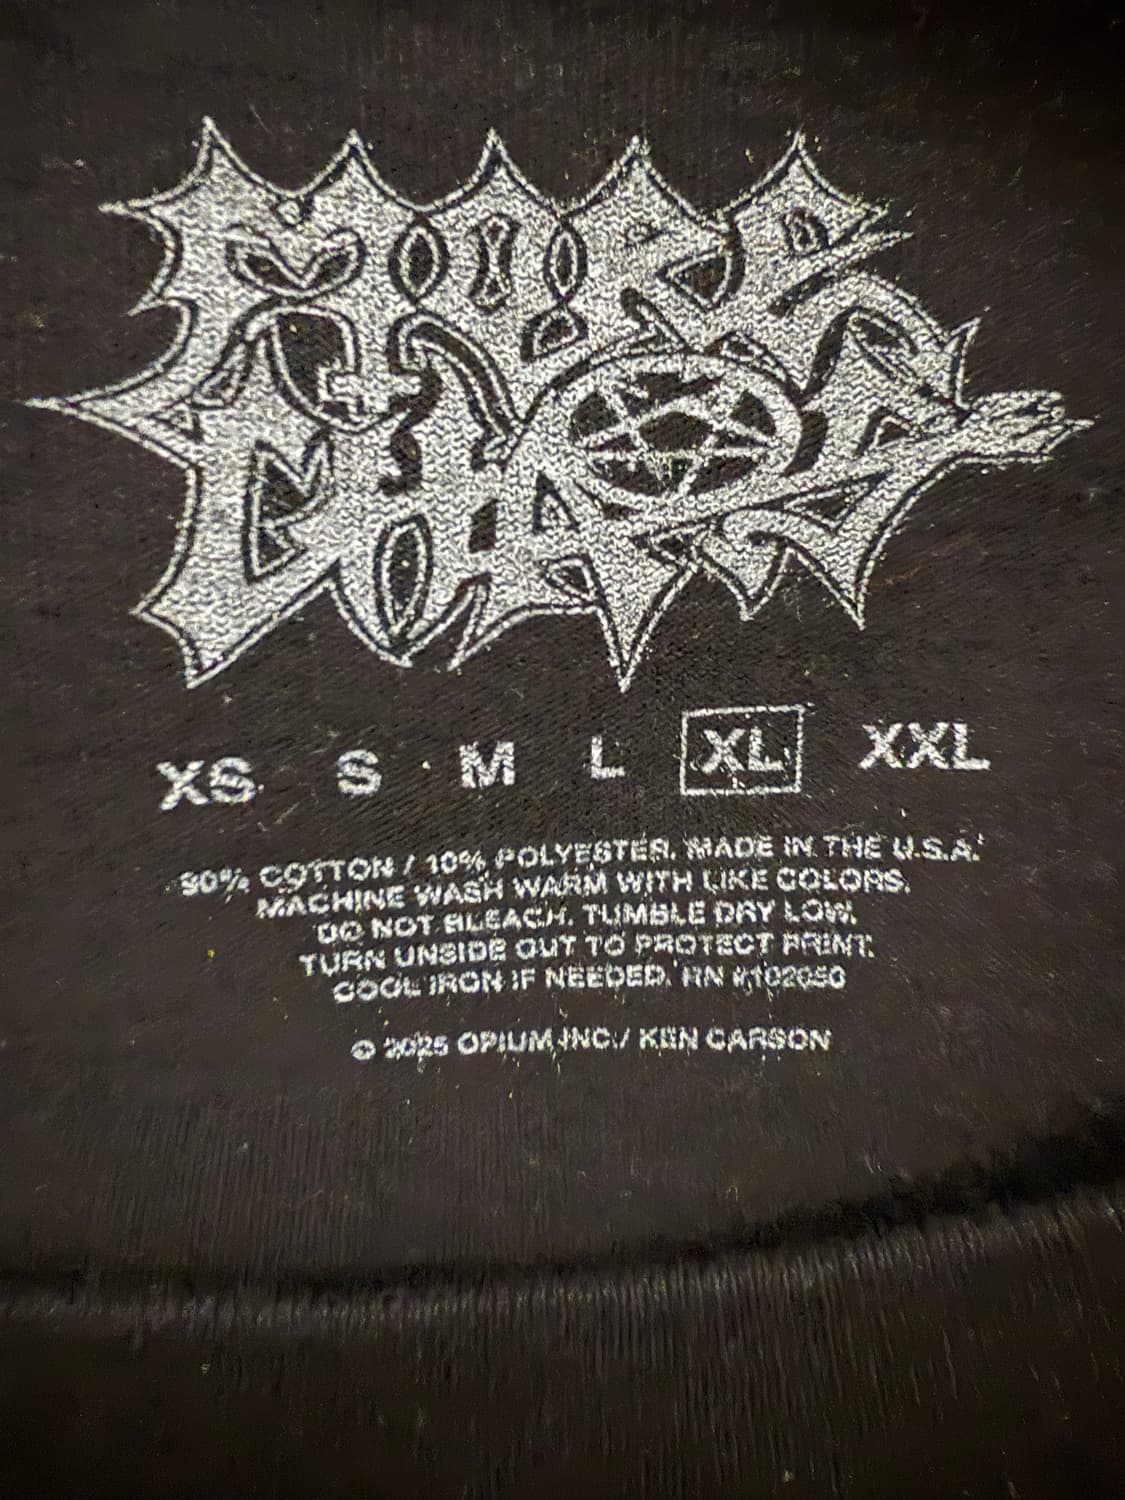 MORE
CHAOS
XS S M L XL XXL
90% COTTON / 10% POLYESTER. MADE IN THE U.S.A.
MACHINE WASH WARM WITH LIKE COLORS.
DO NOT BLEACH. TUMBLE DRY LOW.
TURN UNSIDE OUT TO PROTECT PRINT.
COOL IRON IF NEEDED. RN #102050
© 2025 OPIUM INC./ KEN CARSON